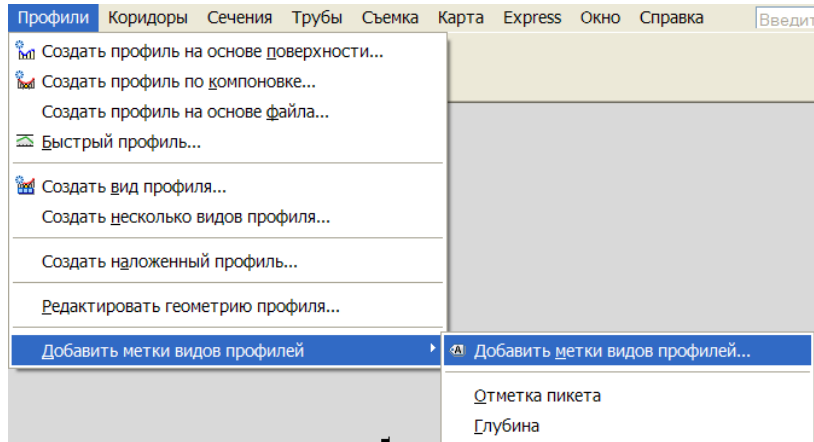 Профили Коридоры Сечения Трубы Съемка Карта Express Окно Справка Введит
Создать профиль на основе поверхности...
Создать профиль по компоновке...
Создать профиль на основе файла...
Быстрый профиль...
Создать вид профиля...
Создать несколько видов профиля...
Создать наложенный профиль...
Редактировать геометрию профиля...
Добавить метки видов профилей
Добавить метки видов профилей...
Отметка пикета
Глубина